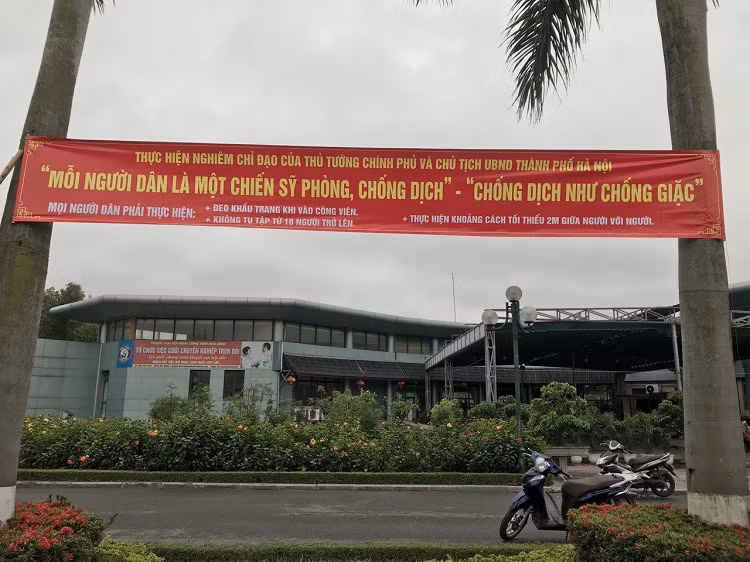 THỰC HIỆN NGHIÊM CHỈ ĐẠO CỦA THỦ TƯỚNG CHÍNH PHỦ VÀ CHỦ TỊCH UBND THÀNH PHỐ HÀ NỘI
"MỖI NGƯỜI DÂN LÀ MỘT CHIẾN SỸ PHÒNG, CHỐNG DỊCH" - "CHỐNG DỊCH NHƯ CHỐNG GIẶC"
MỌI NGƯỜI DÂN PHẢI THỰC HIỆN:
+ ĐEO KHẨU TRANG KHI VÀO CÔNG VIÊN.
+ KHÔNG TỤ TẬP TỪ 10 NGƯỜI TRỞ LÊN.
+ THỰC HIỆN KHOẢNG CÁCH TỐI THIỂU 2M GIỮA NGƯỜI VỚI NGƯỜI.
TỔ CHỨC TIỆC CƯỚI CHUYÊN NGHIỆP TRỌN GÓI